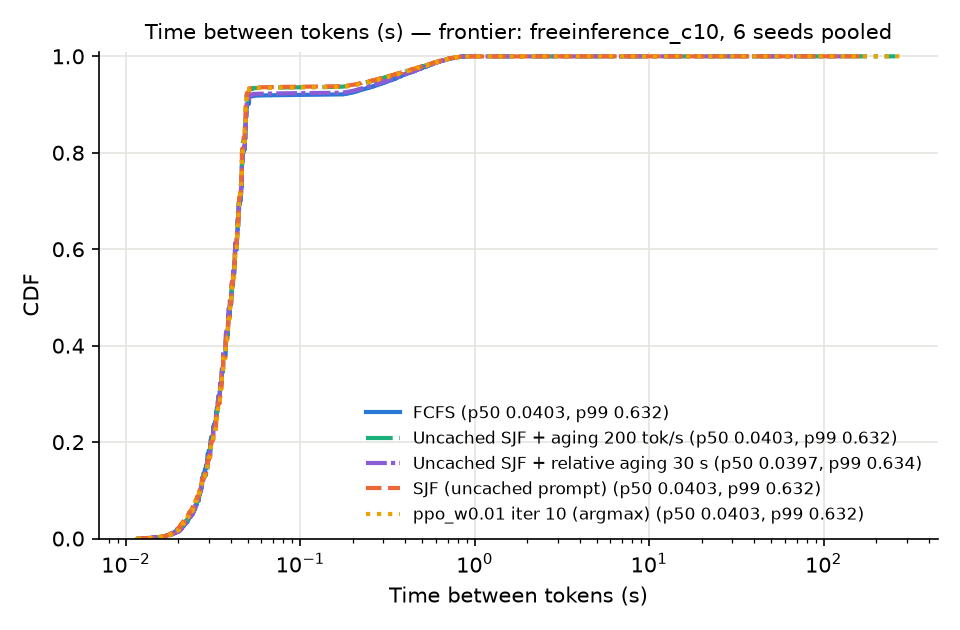 Time between tokens (s) — frontier: freeinference_c10, 6 seeds pooled
1.0
0.8
0.6
0.4
0.2
0.0
CDF
FCFS (p50 0.0403, p99 0.632)
Uncached SJF + aging 200 tok/s (p50 0.0403, p99 0.632)
Uncached SJF + relative aging 30 s (p50 0.0397, p99 0.634)
SJF (uncached prompt) (p50 0.0403, p99 0.632)
ppo_w0.01 iter 10 (argmax) (p50 0.0403, p99 0.632)
10⁻² 10⁻¹ 10⁰ 10¹ 10²
Time between tokens (s)